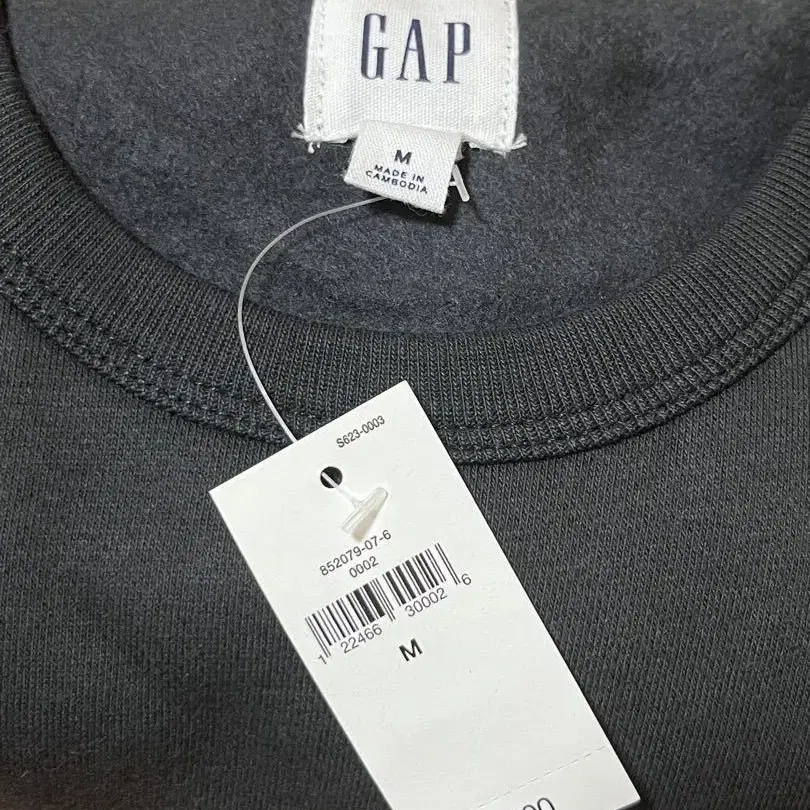 GAP
M
MADE IN
CAMBODIA
S623-0003
852079-07-6
0002
1 22466 30002 6
M